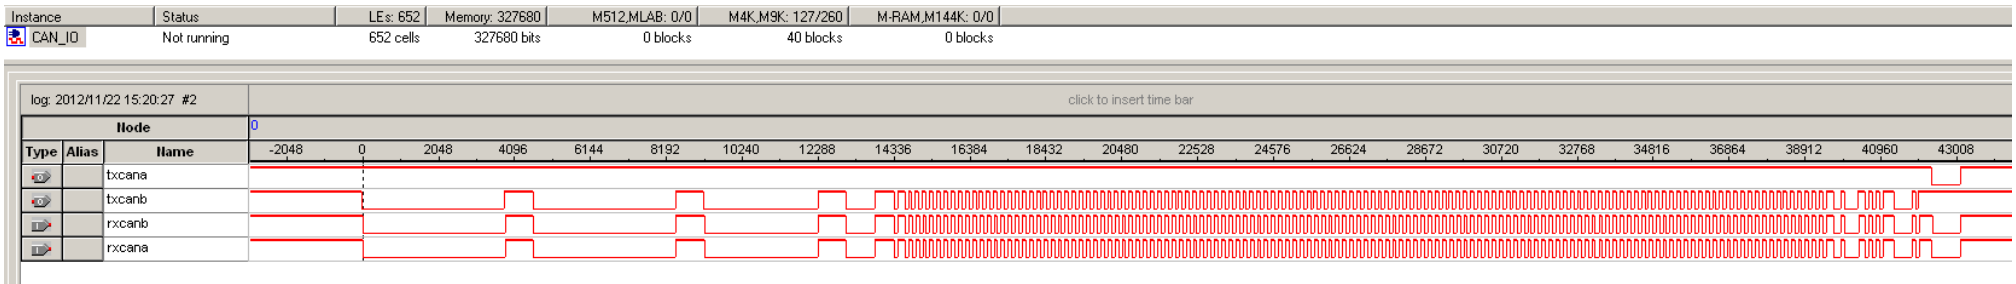 Instance Status LEs: 652 Memory: 327680 M512,MLAB: 0/0 M4K,M9K: 127/260 M-RAM,M144K: 0/0
CAN_IO Not running 652 cells 327680 bits 0 blocks 40 blocks 0 blocks
log: 2012/11/22 15:20:27 #2 click to insert time bar
Node 0
Type Alias Name -2048 0 2048 4096 6144 8192 10240 12288 14336 16384 18432 20480 22528 24576 26624 28672 30720 32768 34816 36864 38912 40960 43008
txcana
txcanb
rxcanb
rxcana